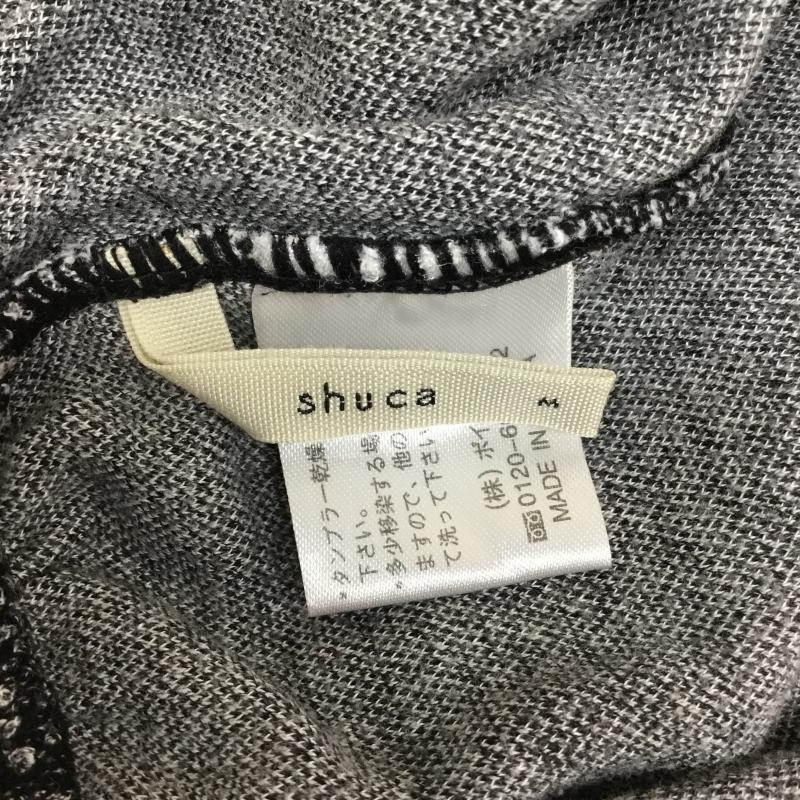 shuca
M
*タンブラー乾燥
下さい。
*多少移染する場
ますので、他の
て洗って下さい
(株) ポイ
0120-6
MADE IN